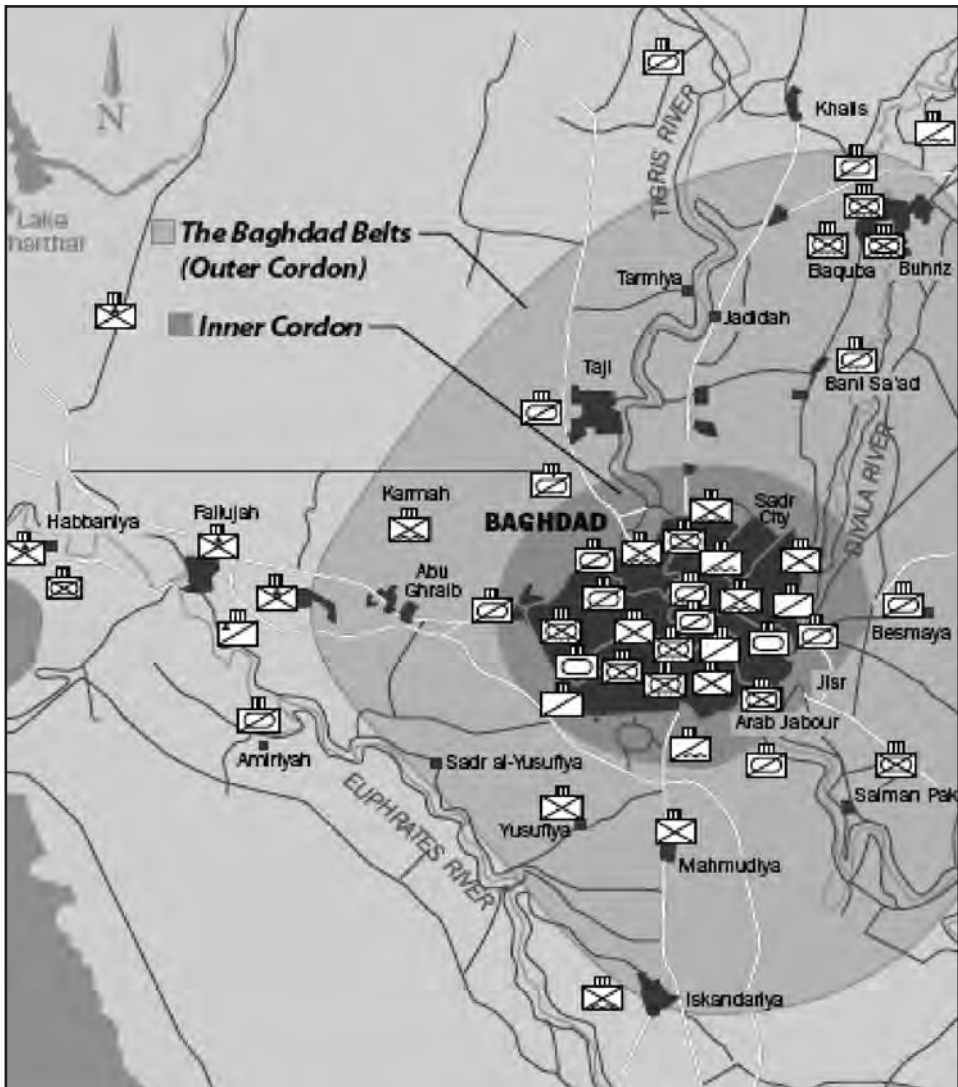 N
Khalis
TIGRIS RIVER
Lake
harthar
The Baghdad Belts
(Outer Cordon)
Baquba
Buhriz
Tarmiya
Jadidah
Inner Cordon
Taji
Bani Sa'ad
DIYALA RIVER
Karmah
Sadr
City
BAGHDAD
Habbaniya
Fallujah
Abu
Ghraib
Besmaya
Jisr
Arab Jabour
Amiriyah
Sadr al-Yusufiya
Salman Pak
EUPHRATES RIVER
Yusufiya
Mahmudiya
Iskandariya